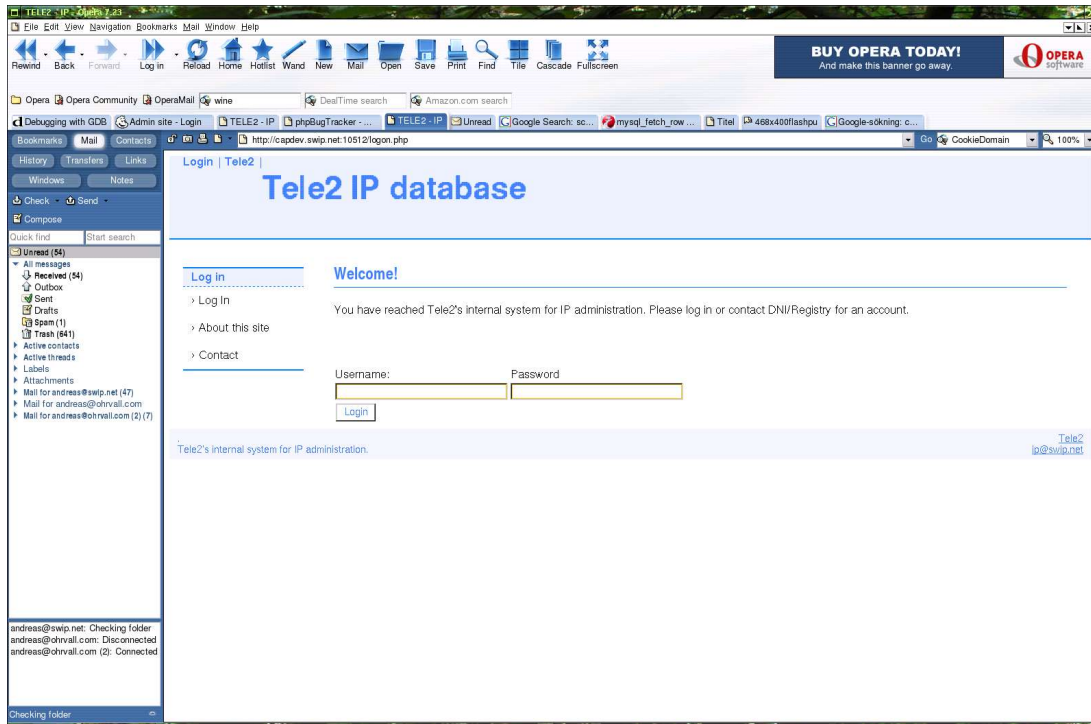 TELE2 - IP - Opera 7.23
File Edit View Navigation Bookmarks Mail Window Help
Rewind Back Forward Log in Reload Home Hotlist Wand New Mail Open Save Print Find Tile Cascade Fullscreen
BUY OPERA TODAY!
And make this banner go away.
OPERA
software
Opera Opera Community OperaMail wine DealTime search Amazon.com search
Debugging with GDB Admin site - Login TELE2 - IP phpBugTracker - ... TELE2 - IP Unread Google Search: sc... mysql_fetch_row ... Titel 468x400flashpu Google-sökning: c...
Bookmarks Mail Contacts
http://capdev.swip.net:10512/logon.php Go CookieDomain 100%
History Transfers Links
Windows Notes
Check Send
Compose
Quick find Start search
Unread (54)
All messages
Received (54)
Outbox
Sent
Drafts
Spam (1)
Trash (641)
Active contacts
Active threads
Labels
Attachments
Mail for andreas@swip.net (47)
Mail for andreas@ohrvall.com
Mail for andreas@ohrvall.com (2) (7)
andreas@swip.net: Checking folder
andreas@ohrvall.com: Disconnected
andreas@ohrvall.com (2): Connected
Checking folder
Login | Tele2 |
Tele2 IP database
Log in
› Log In
› About this site
› Contact
Welcome!
You have reached Tele2's internal system for IP administration. Please log in or contact DNI/Registry for an account.
Username: Password
Login
.
Tele2's internal system for IP administration.
Tele2
ip@swip.net